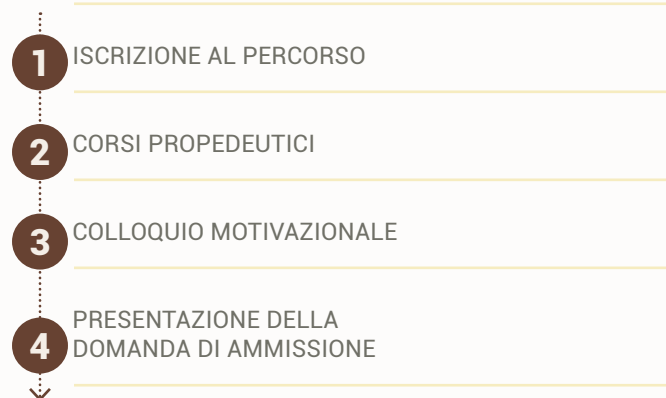 1 ISCRIZIONE AL PERCORSO
2 CORSI PROPEDEUTICI
3 COLLOQUIO MOTIVAZIONALE
4 PRESENTAZIONE DELLA
DOMANDA DI AMMISSIONE